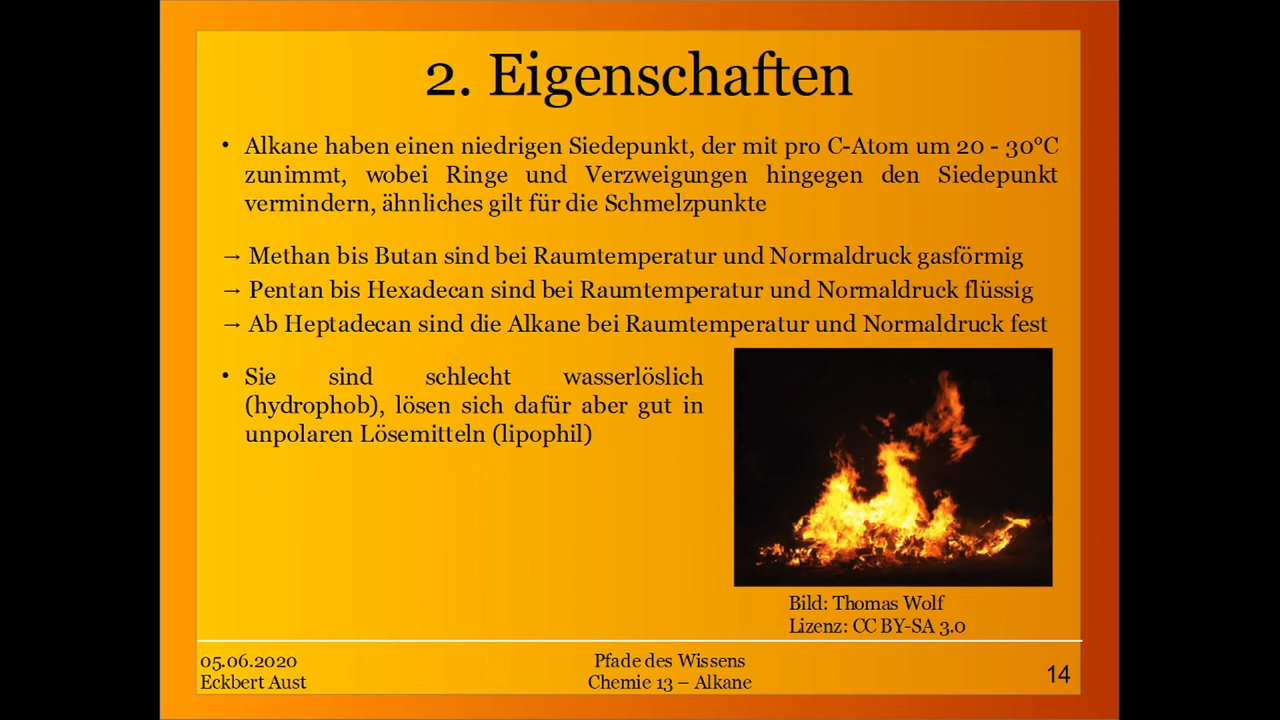 2. Eigenschaften
• Alkane haben einen niedrigen Siedepunkt, der mit pro C-Atom um 20 - 30°C
zunimmt, wobei Ringe und Verzweigungen hingegen den Siedepunkt
vermindern, ähnliches gilt für die Schmelzpunkte
→ Methan bis Butan sind bei Raumtemperatur und Normaldruck gasförmig
→ Pentan bis Hexadecan sind bei Raumtemperatur und Normaldruck flüssig
→ Ab Heptadecan sind die Alkane bei Raumtemperatur und Normaldruck fest
• Sie sind schlecht wasserlöslich
(hydrophob), lösen sich dafür aber gut in
unpolaren Lösemitteln (lipophil)
Bild: Thomas Wolf
Lizenz: CC BY-SA 3.0
05.06.2020
Eckbert Aust
Pfade des Wissens
Chemie 13 – Alkane
14